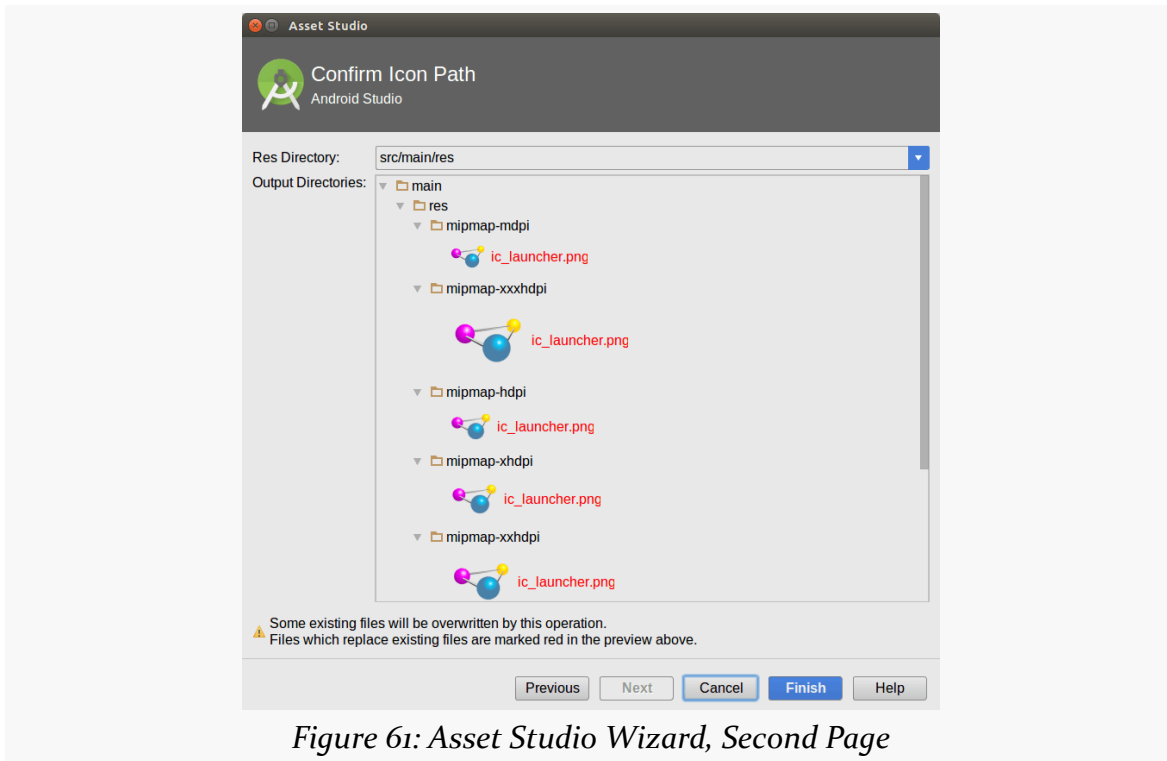 Asset Studio
Confirm Icon Path
Android Studio
Res Directory: src/main/res
Output Directories: main
res
mipmap-mdpi
ic_launcher.png
mipmap-xxxhdpi
ic_launcher.png
mipmap-hdpi
ic_launcher.png
mipmap-xhdpi
ic_launcher.png
mipmap-xxhdpi
ic_launcher.png
Some existing files will be overwritten by this operation.
Files which replace existing files are marked red in the preview above.
Previous Next Cancel Finish Help
Figure 61: Asset Studio Wizard, Second Page